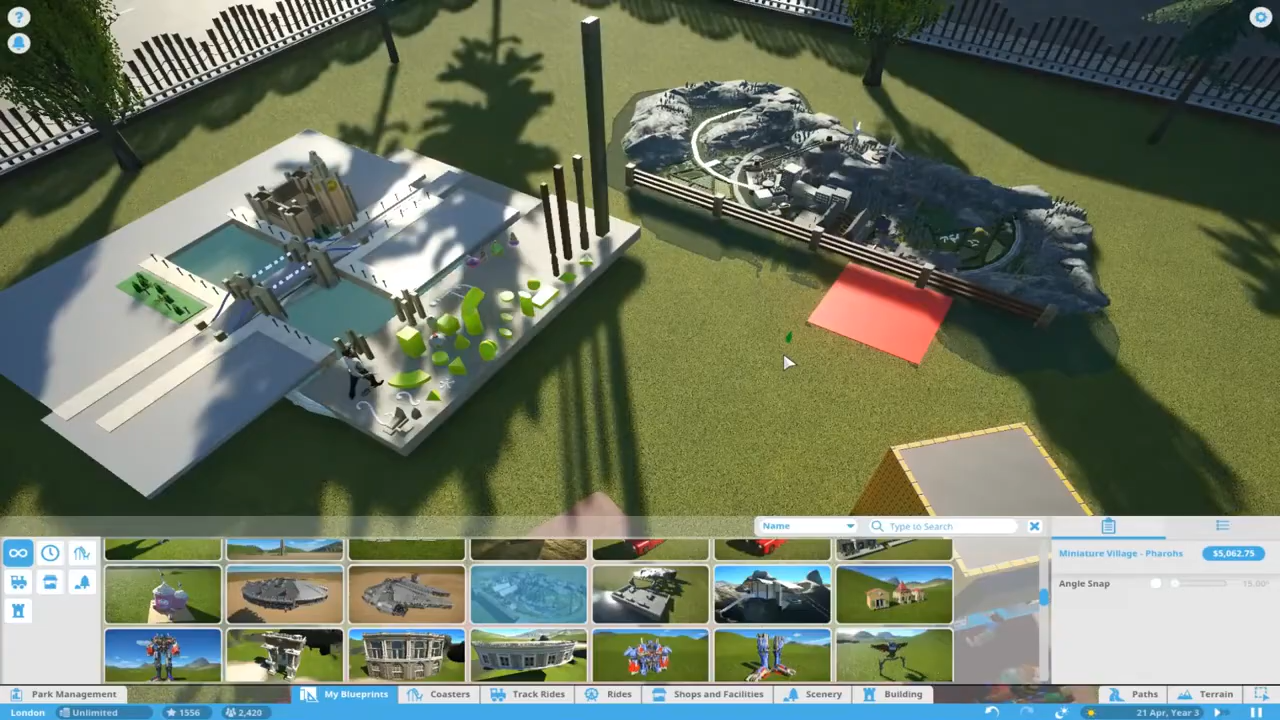 ?
Name
Type to Search
Miniature Village - Pharohs
$5,062.75
Angle Snap
15.00°
Park Management
My Blueprints
Coasters
Track Rides
Rides
Shops and Facilities
Scenery
Building
Paths
Terrain
London
Unlimited
1556
2,420
21 Apr, Year 3